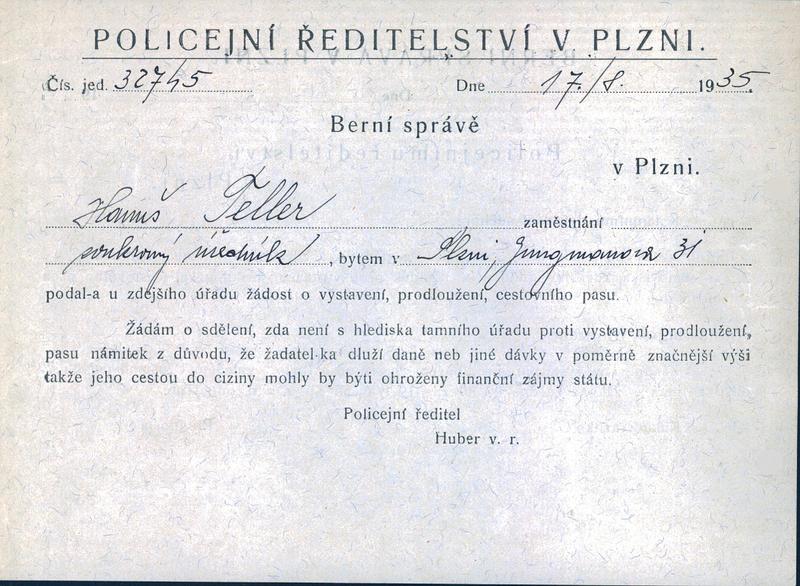 POLICEJNÍ ŘEDITELSTVÍ V PLZNI.
Čís. jed. 32745 Dne 17./8. 1935.
Berní správě
v Plzni.
Hanuš Teller zaměstnání
soukromý úředník, bytem v Plzni, Jungmanova 31
podal-a u zdejšího úřadu žádost o vystavení, prodloužení, cestovního pasu.
Žádám o sdělení, zda není s hlediska tamního úřadu proti vystavení, prodloužení,
pasu námitek z důvodu, že žadatel-ka dluží daně neb jiné dávky v poměrně značnější výši
takže jeho cestou do ciziny mohly by býti ohroženy finanční zájmy státu.
Policejní ředitel
Huber v. r.